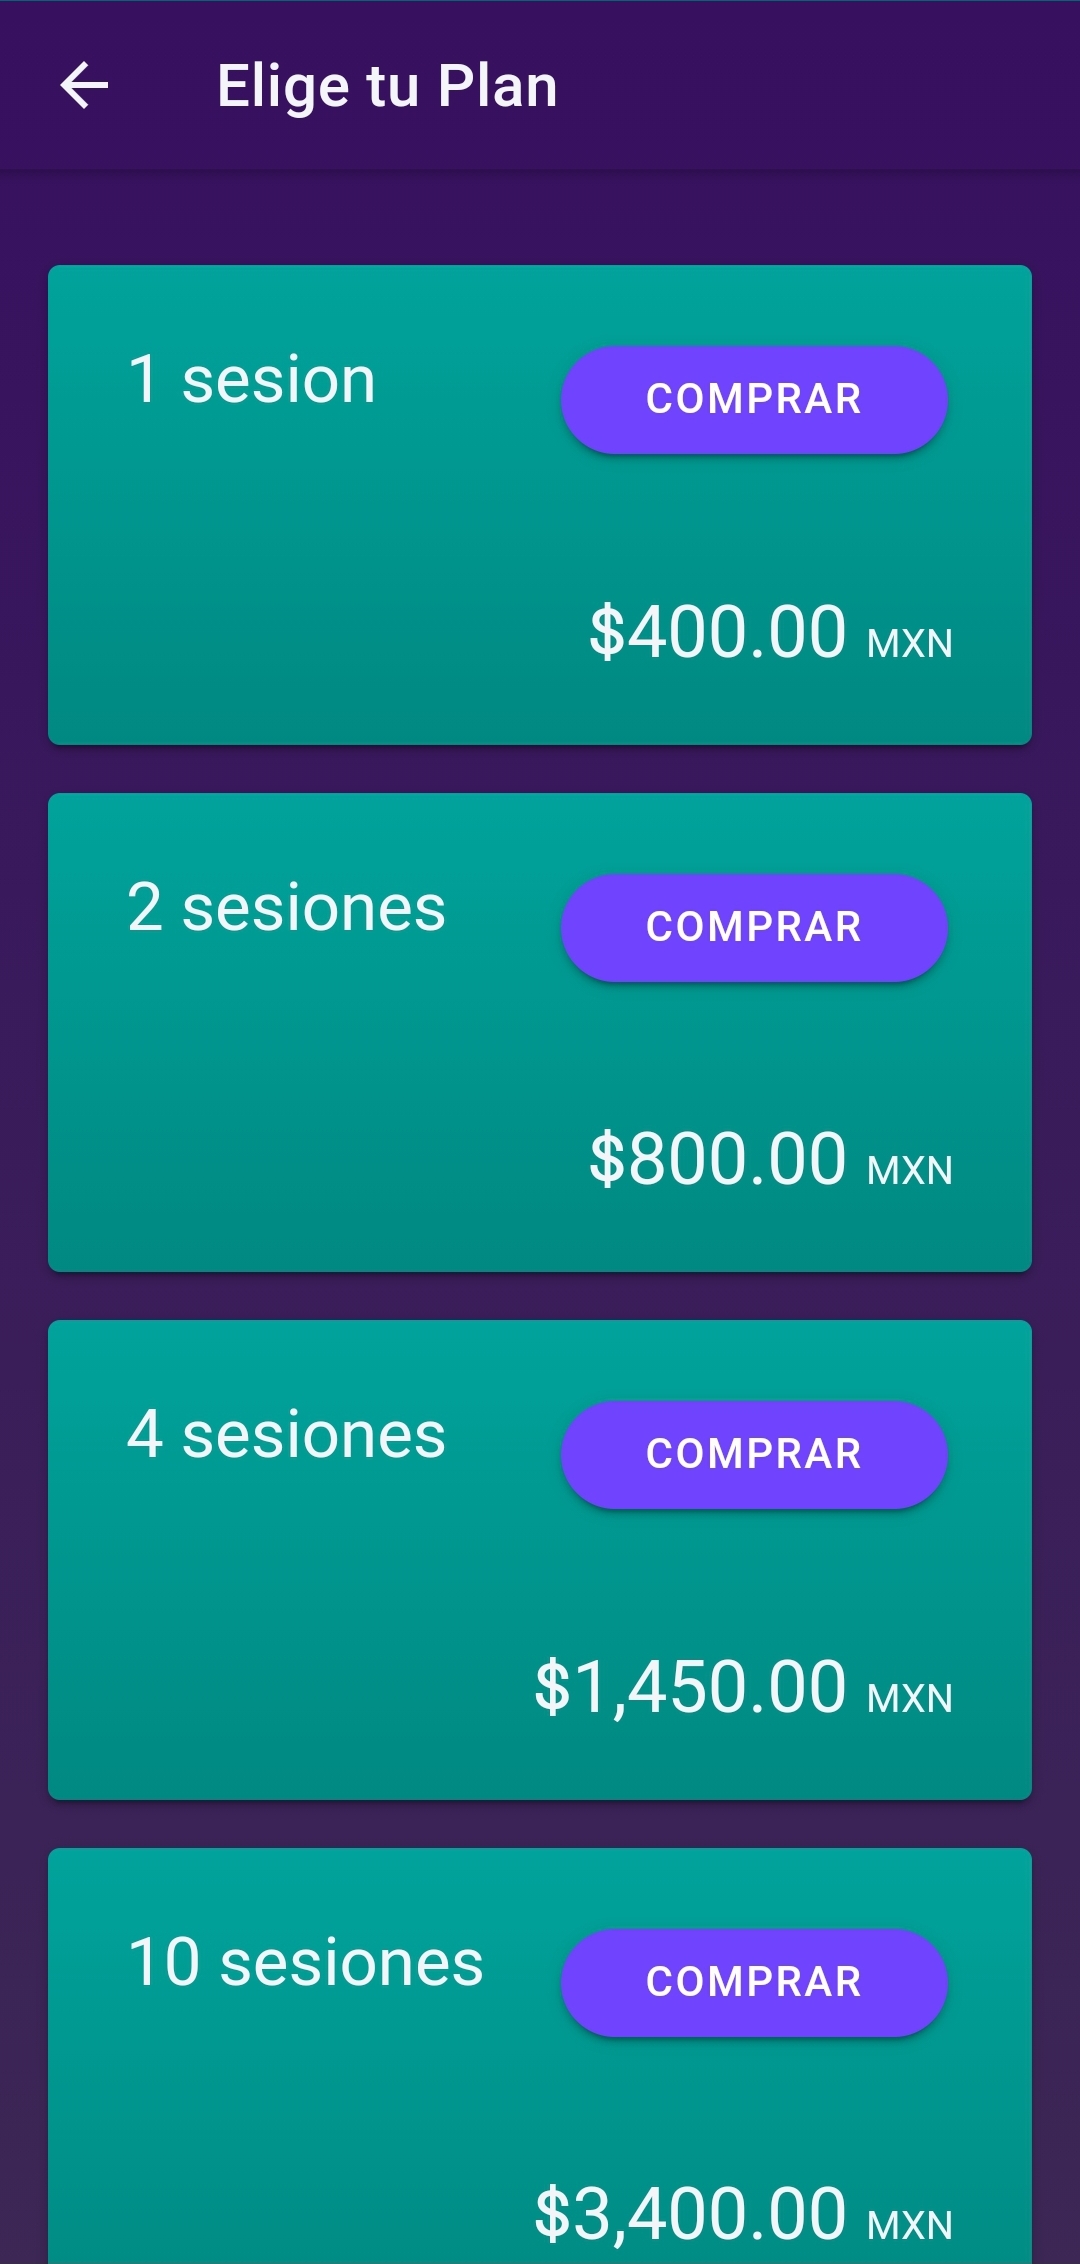 Elige tu Plan
1 sesion
COMPRAR
$400.00 MXN
2 sesiones
COMPRAR
$800.00 MXN
4 sesiones
COMPRAR
$1,450.00 MXN
10 sesiones
COMPRAR
$3,400.00 MXN